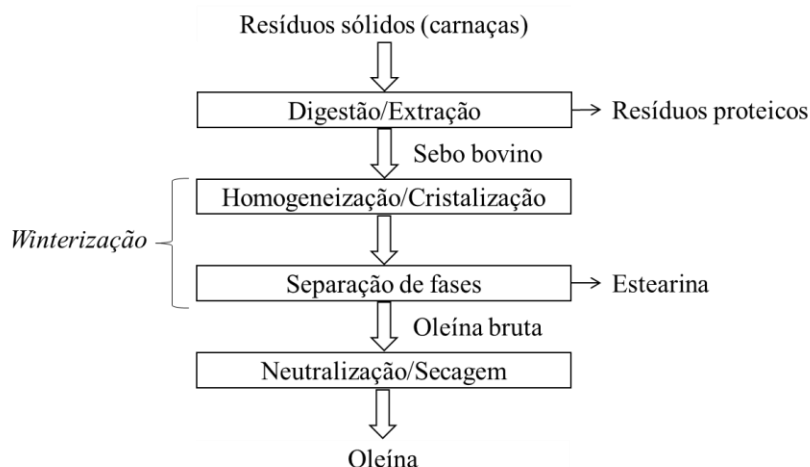 Resíduos sólidos (carnaças)
Digestão/Extração
Resíduos proteicos
Sebo bovino
Homogeneização/Cristalização
Winterização
Separação de fases
Estearina
Oleína bruta
Neutralização/Secagem
Oleína